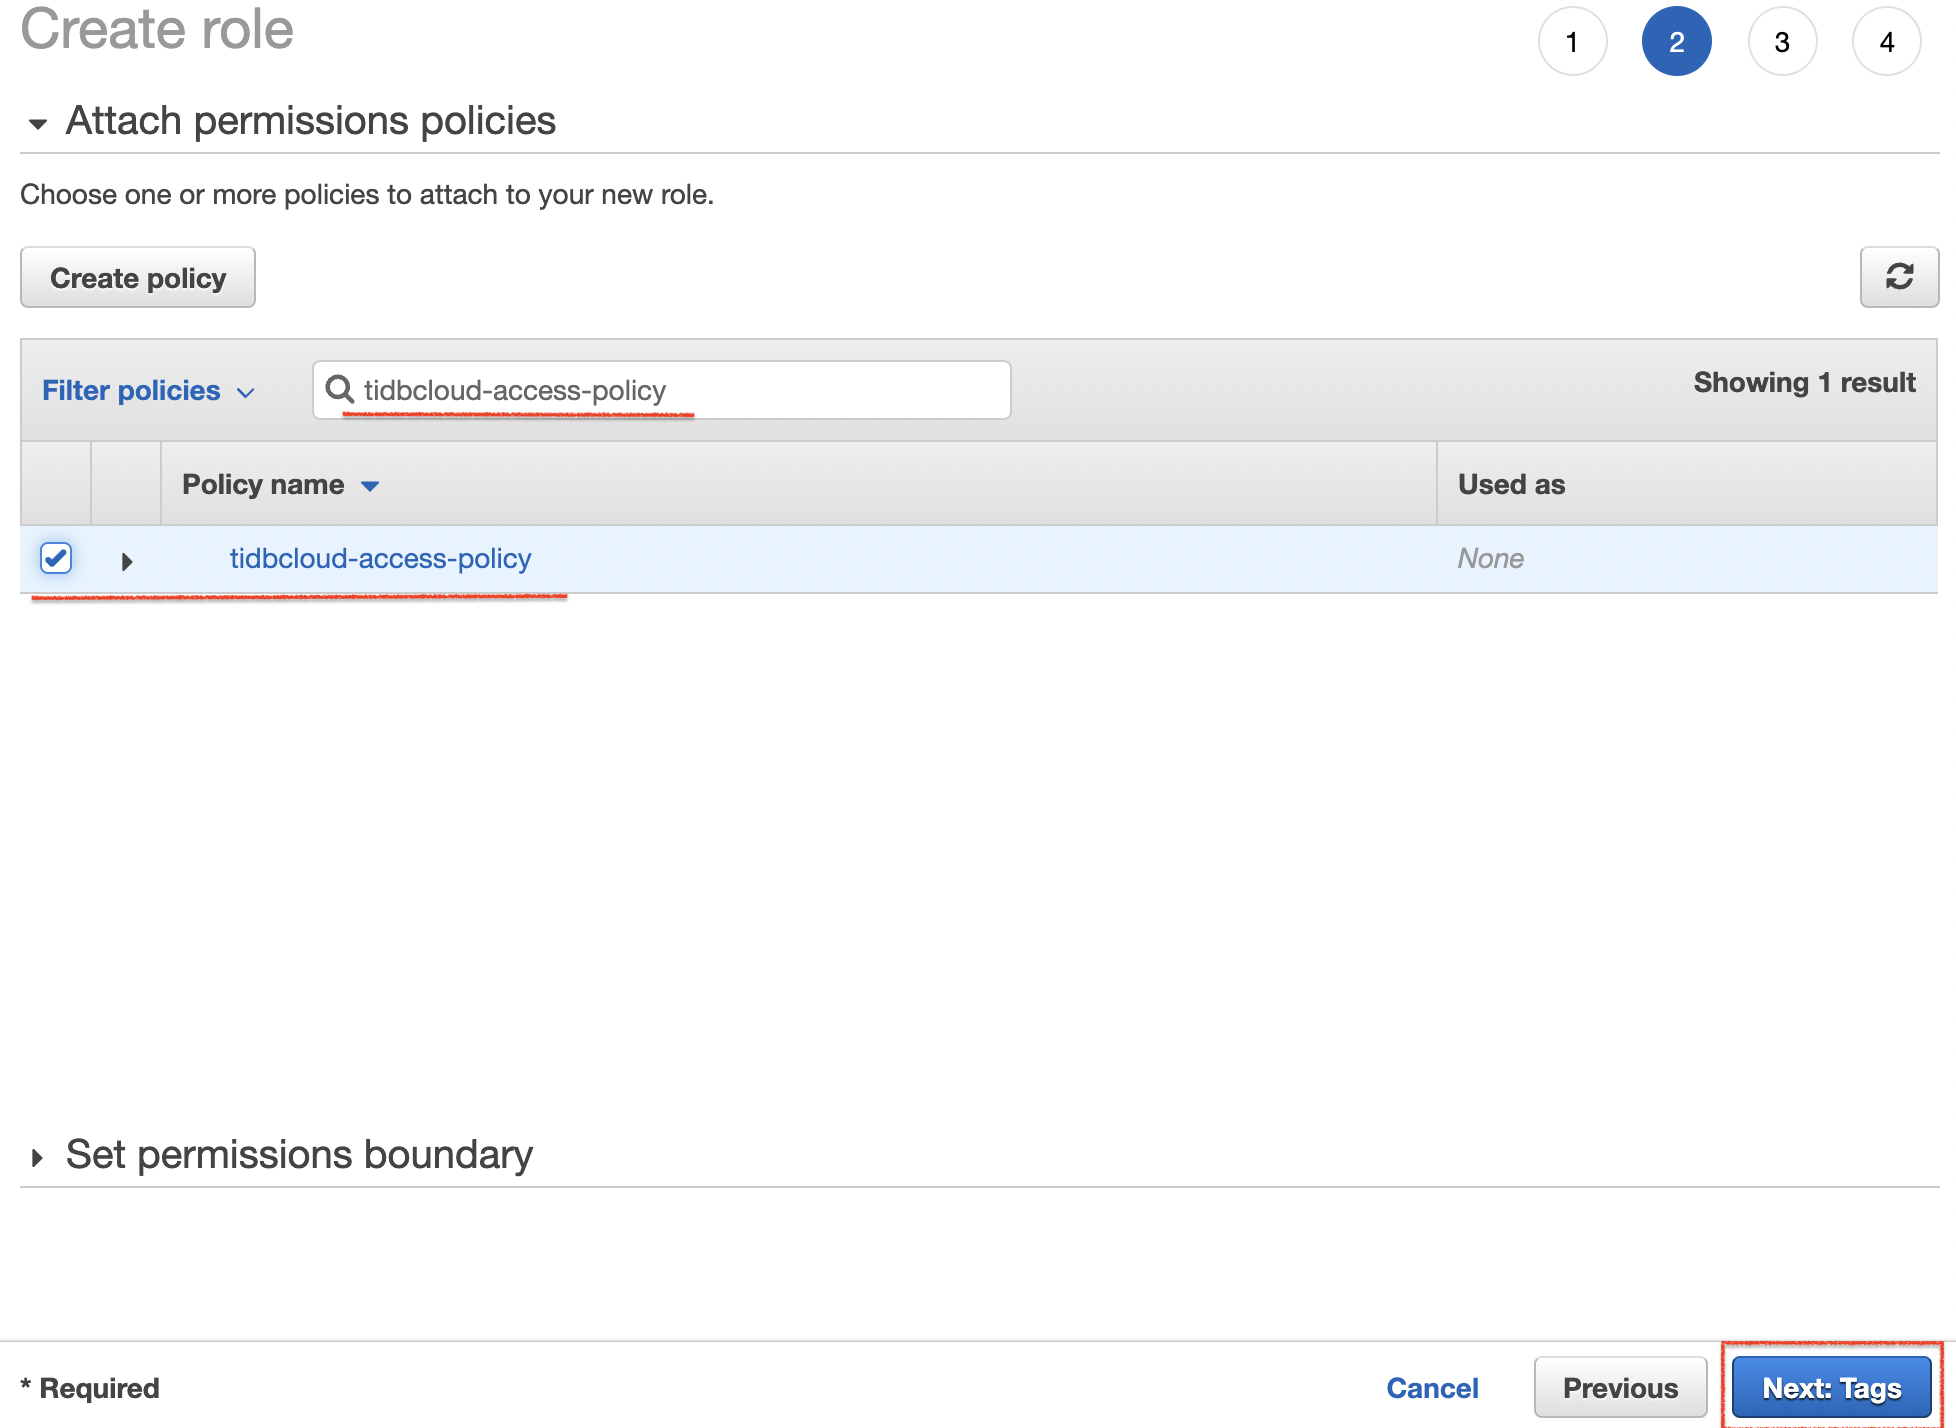 Create role
1 2 3 4
Attach permissions policies
Choose one or more policies to attach to your new role.
Create policy
Filter policies tidbcloud-access-policy Showing 1 result
Policy name Used as
tidbcloud-access-policy None
Set permissions boundary
* Required Cancel Previous Next: Tags